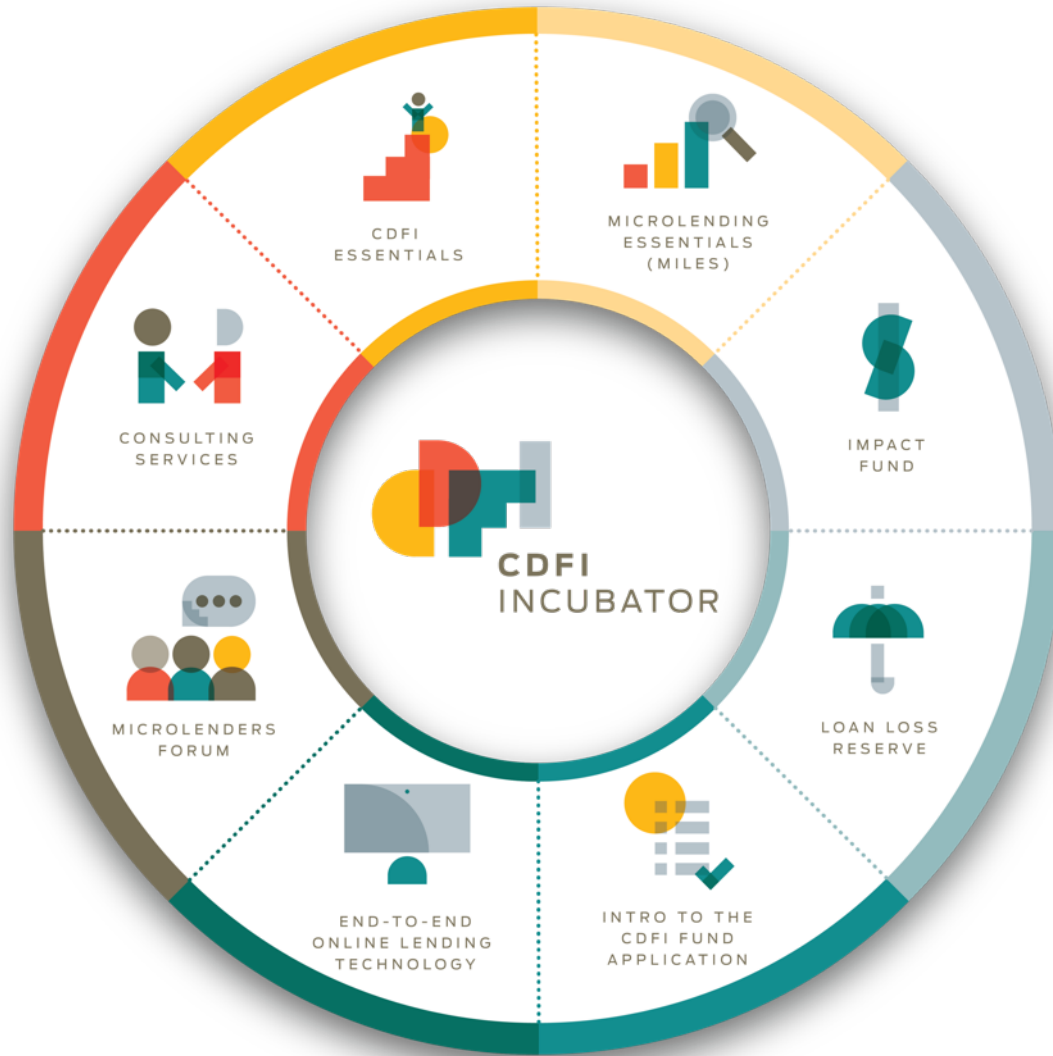 CDFI
ESSENTIALS
MICROLENDING
ESSENTIALS
(MILES)
IMPACT
FUND
LOAN LOSS
RESERVE
INTRO TO THE
CDFI FUND
APPLICATION
END-TO-END
ONLINE LENDING
TECHNOLOGY
MICROLENDERS
FORUM
CONSULTING
SERVICES
CDFI
INCUBATOR